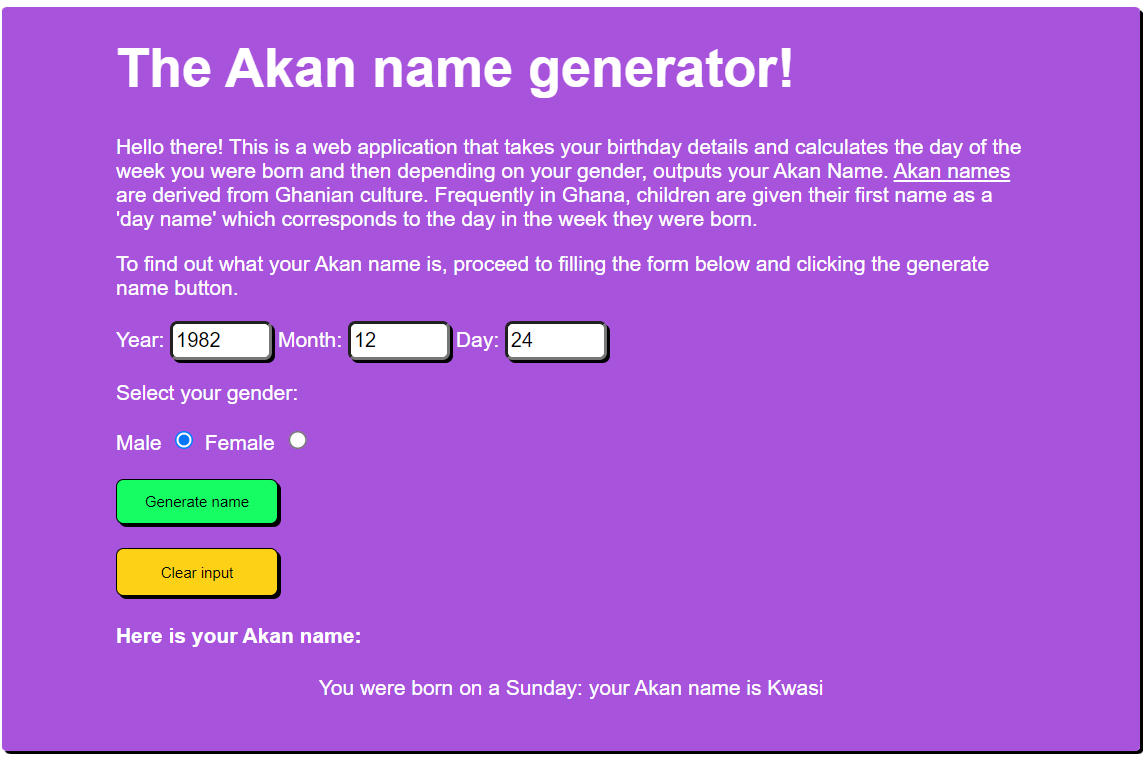 The Akan name generator!
Hello there! This is a web application that takes your birthday details and calculates the day of the
week you were born and then depending on your gender, outputs your Akan Name. Akan names
are derived from Ghanian culture. Frequently in Ghana, children are given their first name as a
'day name' which corresponds to the day in the week they were born.
To find out what your Akan name is, proceed to filling the form below and clicking the generate
name button.
Year: 1982 Month: 12 Day: 24
Select your gender:
Male Female
Generate name
Clear input
Here is your Akan name:
You were born on a Sunday: your Akan name is Kwasi